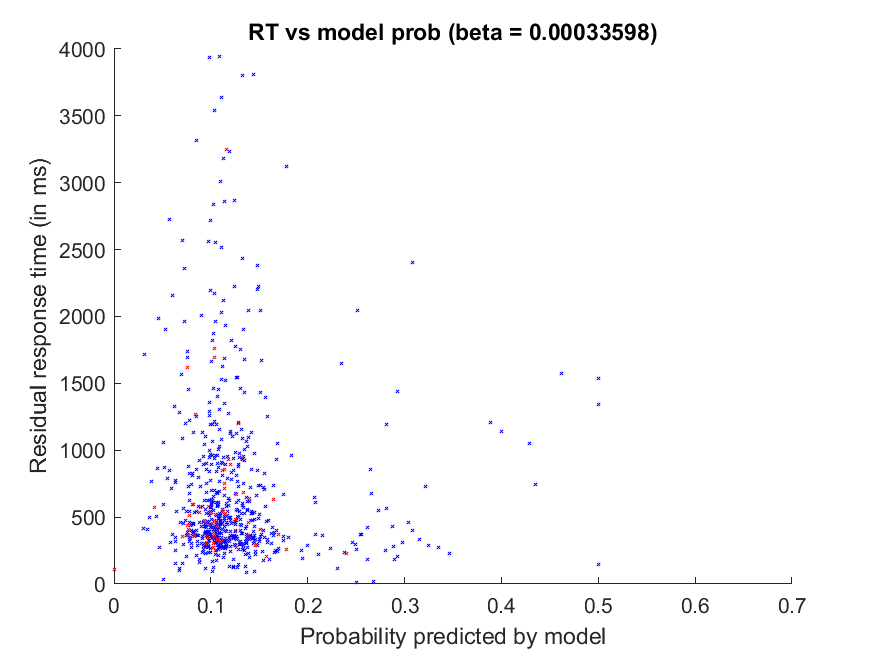 RT vs model prob (beta = 0.00033598)
4000
3500
3000
2500
2000
1500
1000
500
0
Residual response time (in ms)
0 0.1 0.2 0.3 0.4 0.5 0.6 0.7
Probability predicted by model